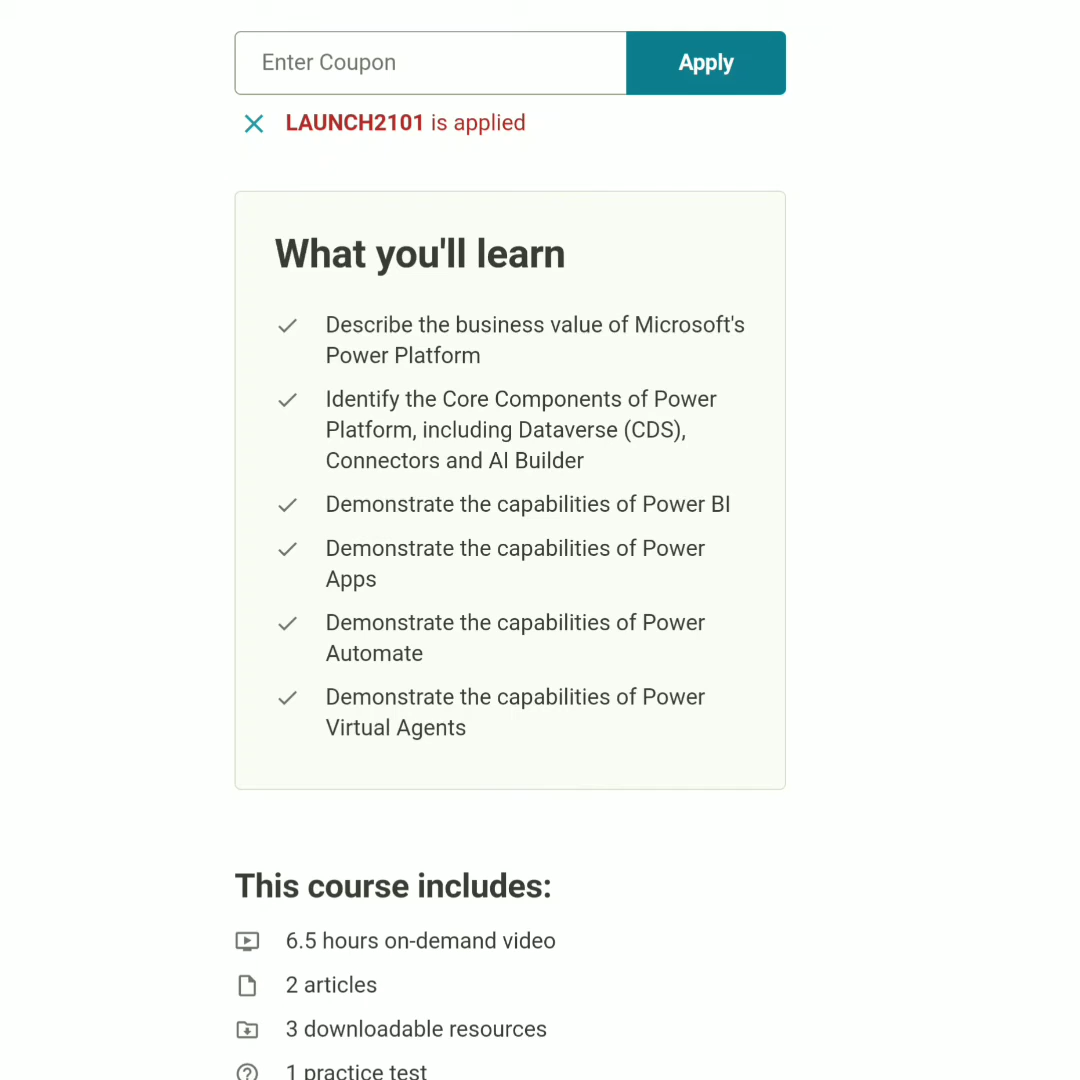 Enter Coupon
Apply
LAUNCH2101 is applied
What you'll learn
Describe the business value of Microsoft's
Power Platform
Identify the Core Components of Power
Platform, including Dataverse (CDS),
Connectors and AI Builder
Demonstrate the capabilities of Power BI
Demonstrate the capabilities of Power
Apps
Demonstrate the capabilities of Power
Automate
Demonstrate the capabilities of Power
Virtual Agents
This course includes:
6.5 hours on-demand video
2 articles
3 downloadable resources
1 practice test